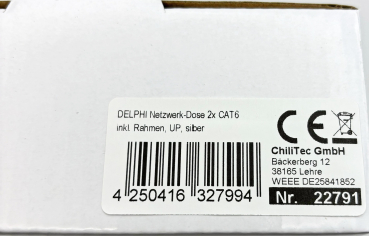 DELPHI Netzwerk-Dose 2x CAT6
inkl. Rahmen, UP, silber
4 250416 327994
CE
ChiliTec GmbH
Bäckerberg 12
38165 Lehre
WEEE DE25841852
Nr. 22791